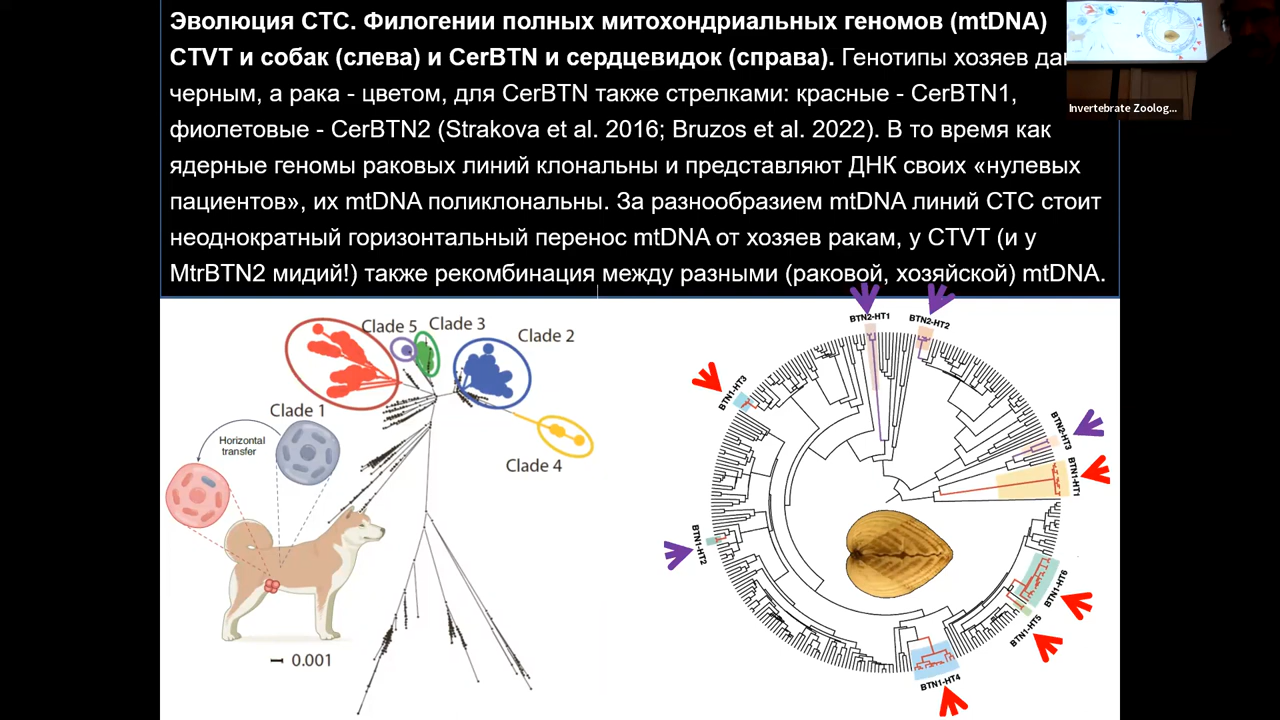 Эволюция СТС. Филогении полных митохондриальных геномов (mtDNA)
CTVT и собак (слева) и CerBTN и сердцевидок (справа). Генотипы хозяев
черным, а рака - цветом, для CerBTN также стрелками: красные - CerBTN1,
фиолетовые - CerBTN2 (Strakova et al. 2016; Bruzos et al. 2022). В то время как
ядерные геномы раковых линий клональны и представляют ДНК своих «нулевых
пациентов», их mtDNA поликлональны. За разнообразием mtDNA линий СТС стоит
неоднократный горизонтальный перенос mtDNA от хозяев ракам, у CTVT (и у
MtrBTN2 мидий!) также рекомбинация между разными (раковой, хозяйской) mtDNA.
Invertebrate Zoolog...
Clade 5
Clade 3
Clade 2
Clade 1
Clade 4
Horizontal
transfer
0.001
BTN2-HT1
BTN2-HT2
BTN1-HT3
BTN2-HT3
BTN1-HT1
BTN1-HT2
BTN1-HT6
BTN1-HT5
BTN1-HT4